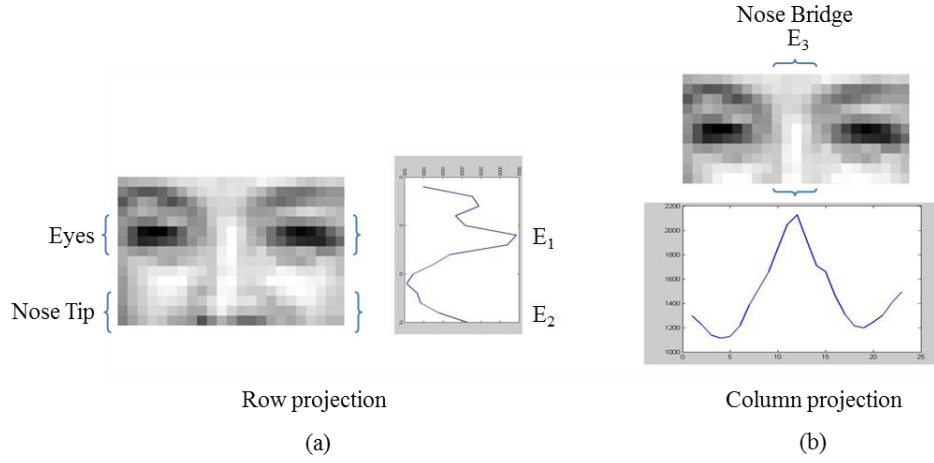 Nose Bridge
E3
Eyes
E1
Nose Tip
E2
2200
2000
1800
1600
1400
1200
1000
0 5 10 15 20 25
Row projection
Column projection
(a)
(b)